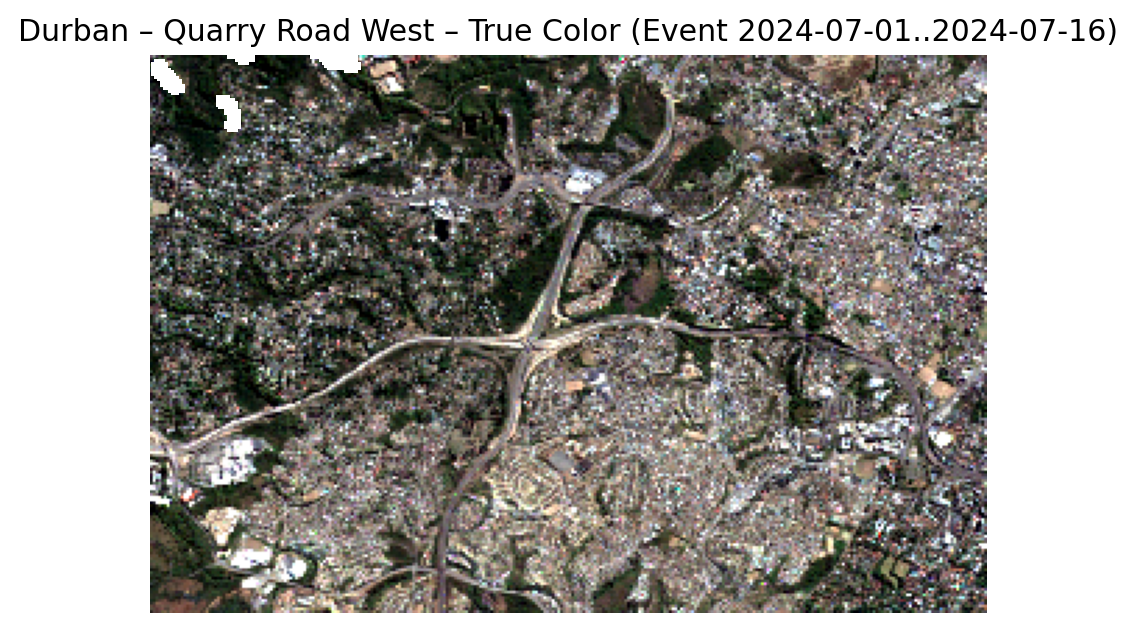 Durban – Quarry Road West – True Color (Event 2024-07-01..2024-07-16)